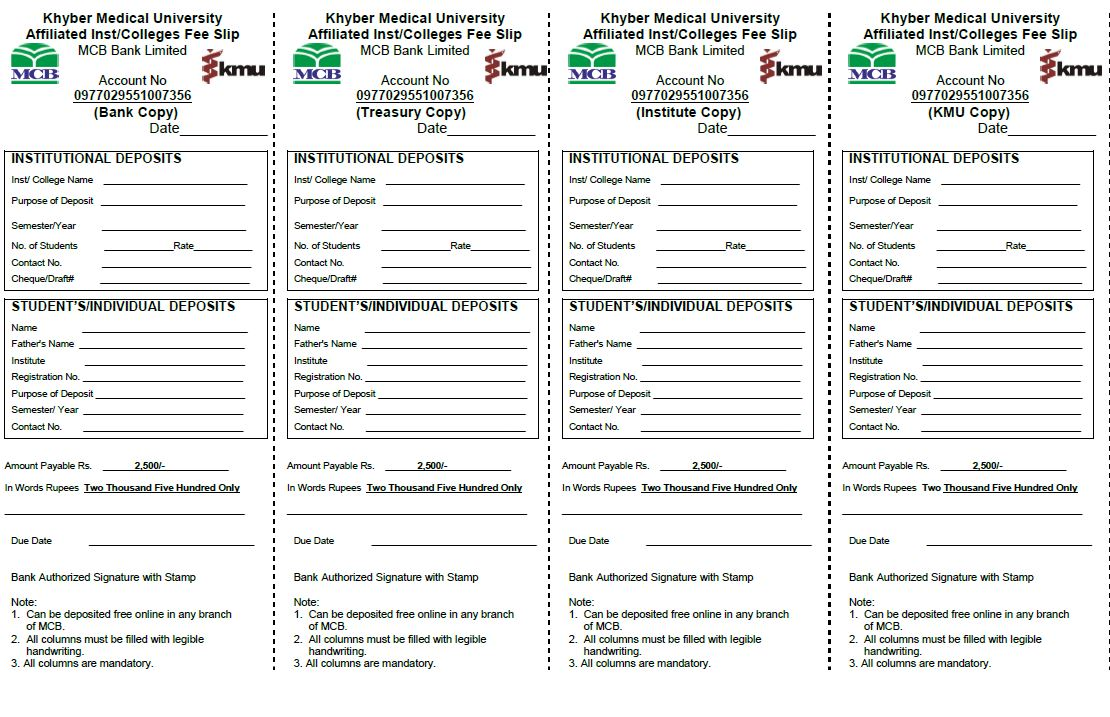 Khyber Medical University
Affiliated Inst/Colleges Fee Slip
MCB Bank Limited
MCB
kmu
Account No
0977029551007356
(Bank Copy)
Date____________
INSTITUTIONAL DEPOSITS
Inst/ College Name
Purpose of Deposit
Semester/Year
No. of Students ____________Rate__________
Contact No.
Cheque/Draft#
STUDENT'S/INDIVIDUAL DEPOSITS
Name
Father's Name
Institute
Registration No.
Purpose of Deposit
Semester/ Year
Contact No.
Amount Payable Rs. 2,500/-
In Words Rupees Two Thousand Five Hundred Only
Due Date
Bank Authorized Signature with Stamp
Note:
1. Can be deposited free online in any branch
of MCB.
2. All columns must be filled with legible
handwriting.
3. All columns are mandatory.
Khyber Medical University
Affiliated Inst/Colleges Fee Slip
MCB Bank Limited
MCB
kmu
Account No
0977029551007356
(Treasury Copy)
Date____________
INSTITUTIONAL DEPOSITS
Inst/ College Name
Purpose of Deposit
Semester/Year
No. of Students ____________Rate__________
Contact No.
Cheque/Draft#
STUDENT'S/INDIVIDUAL DEPOSITS
Name
Father's Name
Institute
Registration No.
Purpose of Deposit
Semester/ Year
Contact No.
Amount Payable Rs. 2,500/-
In Words Rupees Two Thousand Five Hundred Only
Due Date
Bank Authorized Signature with Stamp
Note:
1. Can be deposited free online in any branch
of MCB.
2. All columns must be filled with legible
handwriting.
3. All columns are mandatory.
Khyber Medical University
Affiliated Inst/Colleges Fee Slip
MCB Bank Limited
MCB
kmu
Account No
0977029551007356
(Institute Copy)
Date____________
INSTITUTIONAL DEPOSITS
Inst/ College Name
Purpose of Deposit
Semester/Year
No. of Students ____________Rate__________
Contact No.
Cheque/Draft#
STUDENT'S/INDIVIDUAL DEPOSITS
Name
Father's Name
Institute
Registration No.
Purpose of Deposit
Semester/ Year
Contact No.
Amount Payable Rs. 2,500/-
In Words Rupees Two Thousand Five Hundred Only
Due Date
Bank Authorized Signature with Stamp
Note:
1. Can be deposited free online in any branch
of MCB.
2. All columns must be filled with legible
handwriting.
3. All columns are mandatory.
Khyber Medical University
Affiliated Inst/Colleges Fee Slip
MCB Bank Limited
MCB
kmu
Account No
0977029551007356
(KMU Copy)
Date____________
INSTITUTIONAL DEPOSITS
Inst/ College Name
Purpose of Deposit
Semester/Year
No. of Students ____________Rate__________
Contact No.
Cheque/Draft#
STUDENT'S/INDIVIDUAL DEPOSITS
Name
Father's Name
Institute
Registration No.
Purpose of Deposit
Semester/ Year
Contact No.
Amount Payable Rs. 2,500/-
In Words Rupees Two Thousand Five Hundred Only
Due Date
Bank Authorized Signature with Stamp
Note:
1. Can be deposited free online in any branch
of MCB.
2. All columns must be filled with legible
handwriting.
3. All columns are mandatory.